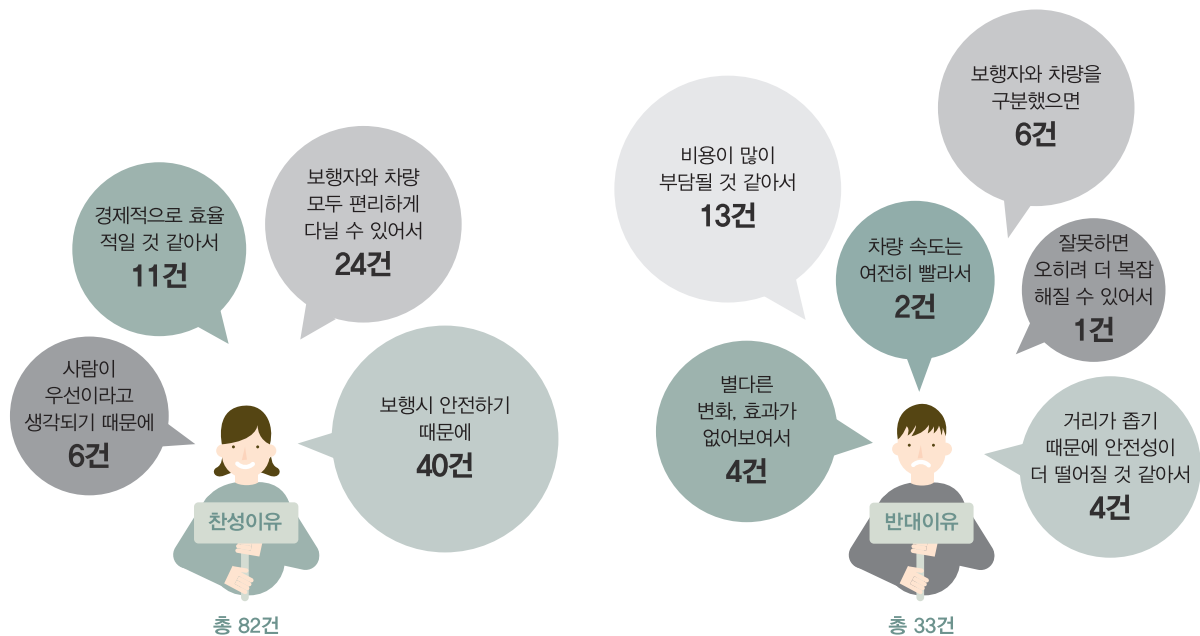 경제적으로 효율
적일 것 같아서
11건
보행자와 차량
모두 편리하게
다닐 수 있어서
24건
사람이
우선이라고
생각되기 때문에
6건
보행시 안전하기
때문에
40건
찬성이유
총 82건
비용이 많이
부담될 것 같아서
13건
보행자와 차량을
구분했으면
6건
차량 속도는
여전히 빨라서
2건
잘못하면
오히려 더 복잡
해질 수 있어서
1건
별다른
변화, 효과가
없어보여서
4건
거리가 좁기
때문에 안전성이
더 떨어질 것 같아서
4건
반대이유
총 33건